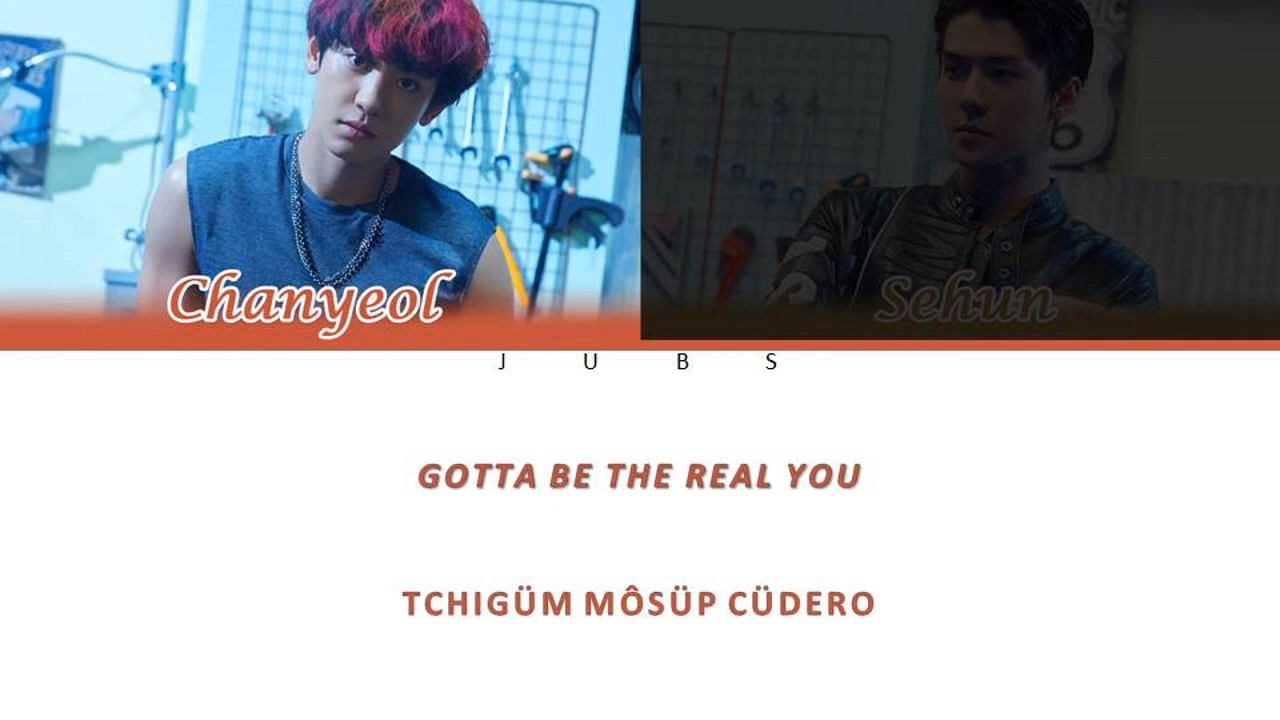 Chanyeol
Sehun
J U B S
GOTTA BE THE REAL YOU
TCHIGÜM MÔSÜP CÜDERO